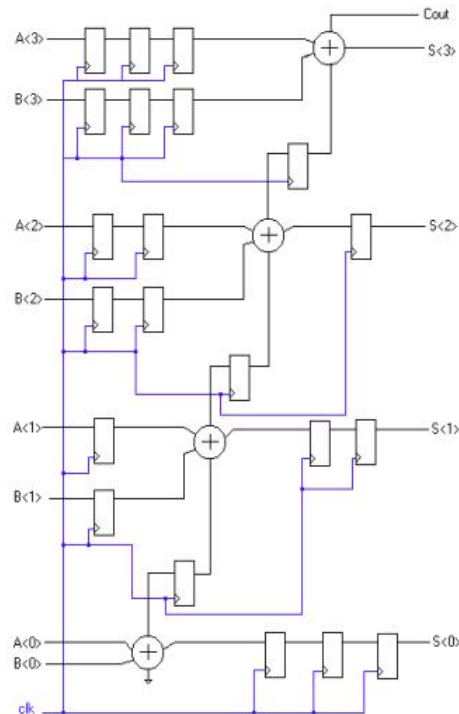 Cout
A<3>
S<3>
B<3>
A<2>
S<2>
B<2>
A<1>
S<1>
B<1>
A<0>
S<0>
B<0>
clk